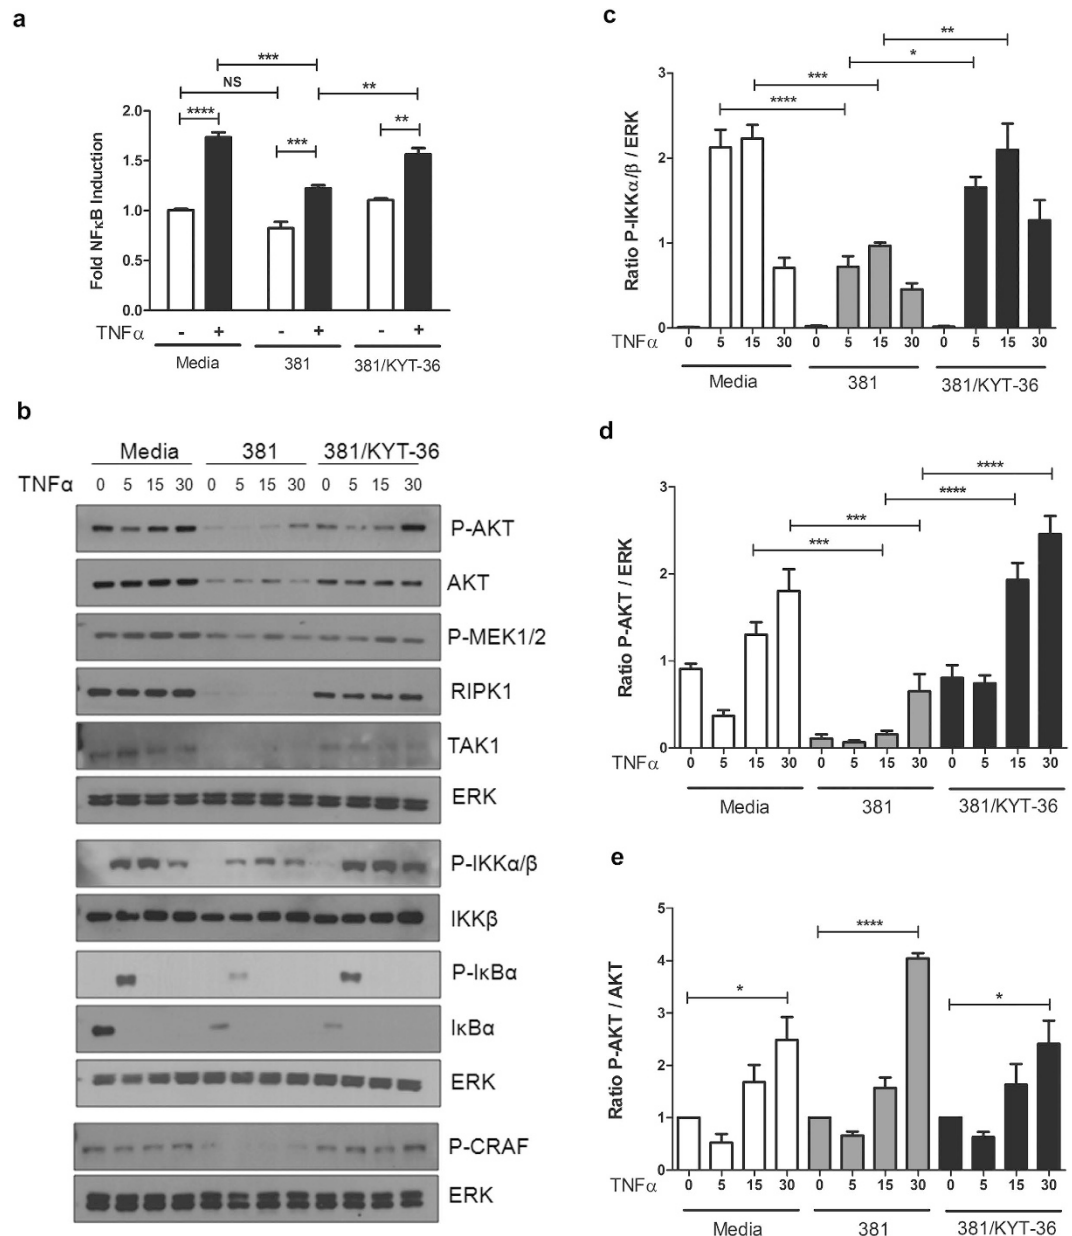 a
***
NS
**
****
***
**
Fold NFκB Induction
2.0
1.5
1.0
0.5
0.0
TNFα - + - + - +
Media 381 381/KYT-36
b
Media 381 381/KYT-36
TNFα 0 5 15 30 0 5 15 30 0 5 15 30
P-AKT
AKT
P-MEK1/2
RIPK1
TAK1
ERK
P-IKKα/β
IKKβ
P-IκBα
IκBα
ERK
P-CRAF
ERK
c
**
*
***
****
Ratio P-IKKα/β / ERK
3
2
1
0
TNFα 0 5 15 30 0 5 15 30 0 5 15 30
Media 381 381/KYT-36
d
****
****
***
***
Ratio P-AKT / ERK
3
2
1
0
TNFα 0 5 15 30 0 5 15 30 0 5 15 30
Media 381 381/KYT-36
e
****
*
*
Ratio P-AKT / AKT
5
4
3
2
1
0
TNFα 0 5 15 30 0 5 15 30 0 5 15 30
Media 381 381/KYT-36